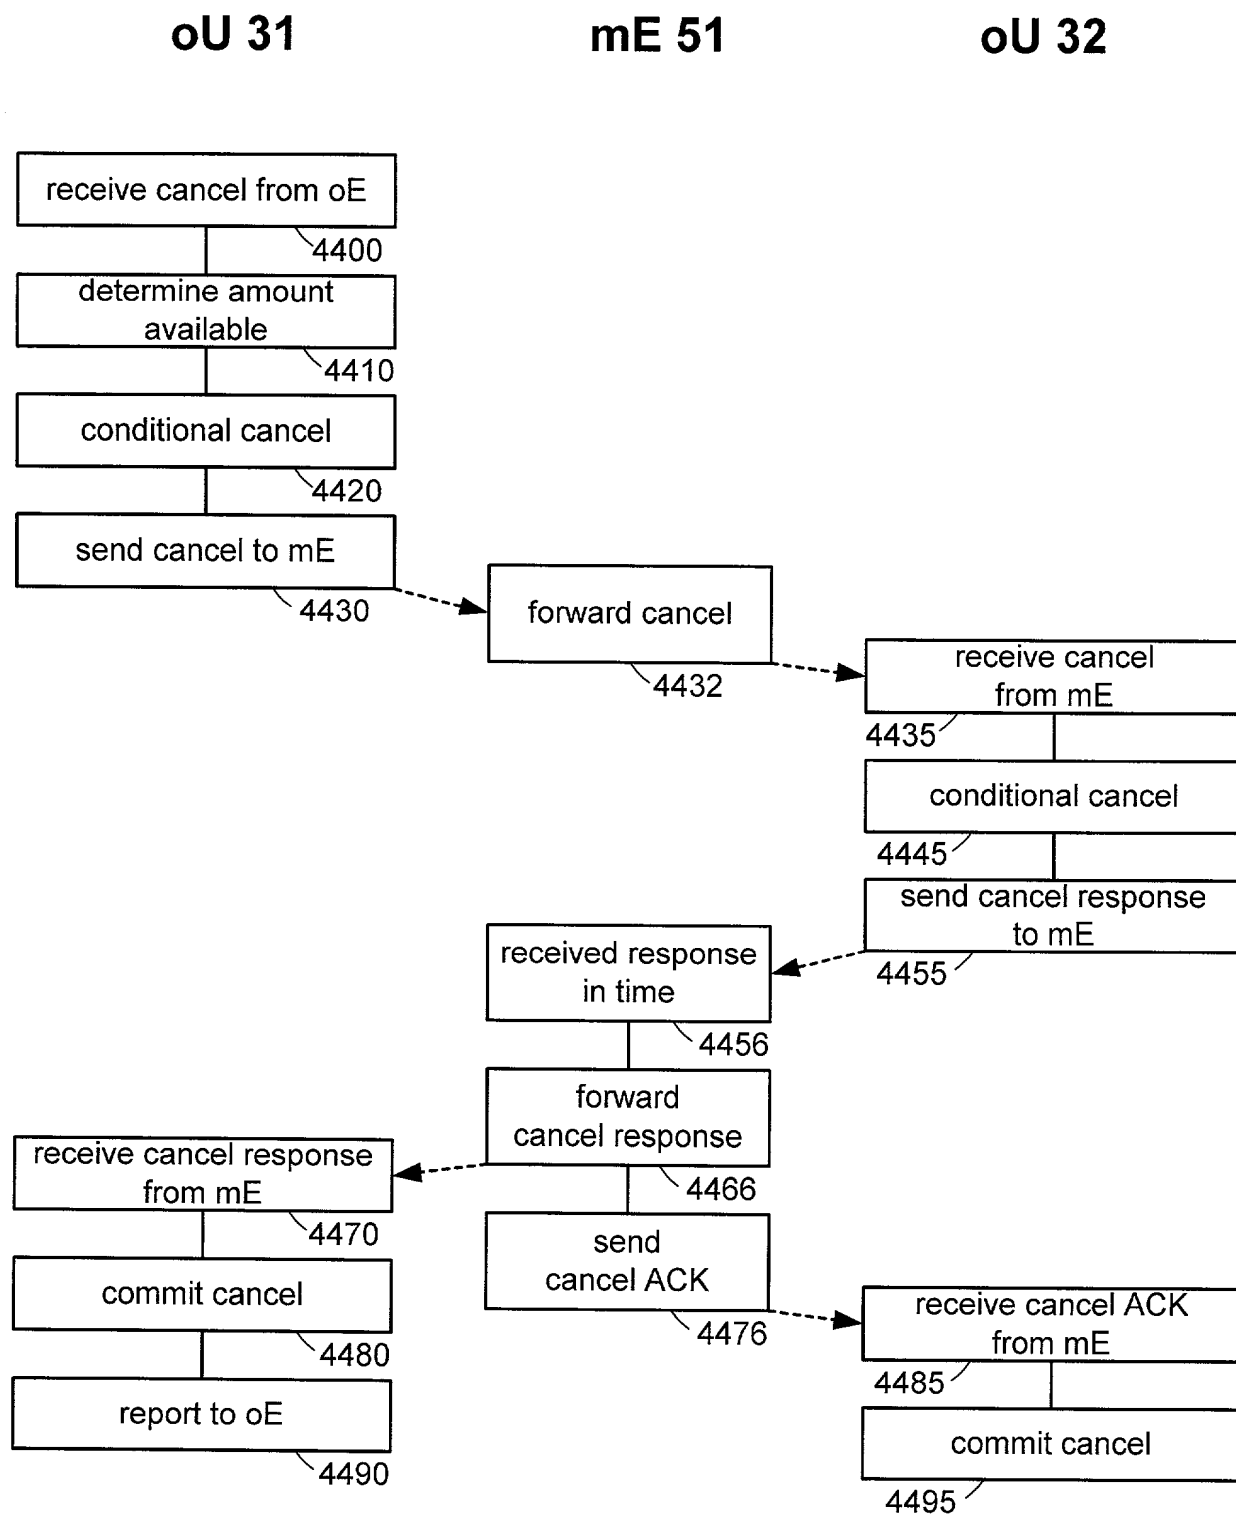 oU 31
mE 51
oU 32
receive cancel from oE
4400
determine amount
available
4410
conditional cancel
4420
send cancel to mE
4430
forward cancel
4432
receive cancel
from mE
4435
conditional cancel
4445
send cancel response
to mE
4455
received response
in time
4456
forward
cancel response
4466
receive cancel response
from mE
4470
send
cancel ACK
4476
commit cancel
4480
receive cancel ACK
from mE
4485
report to oE
4490
commit cancel
4495